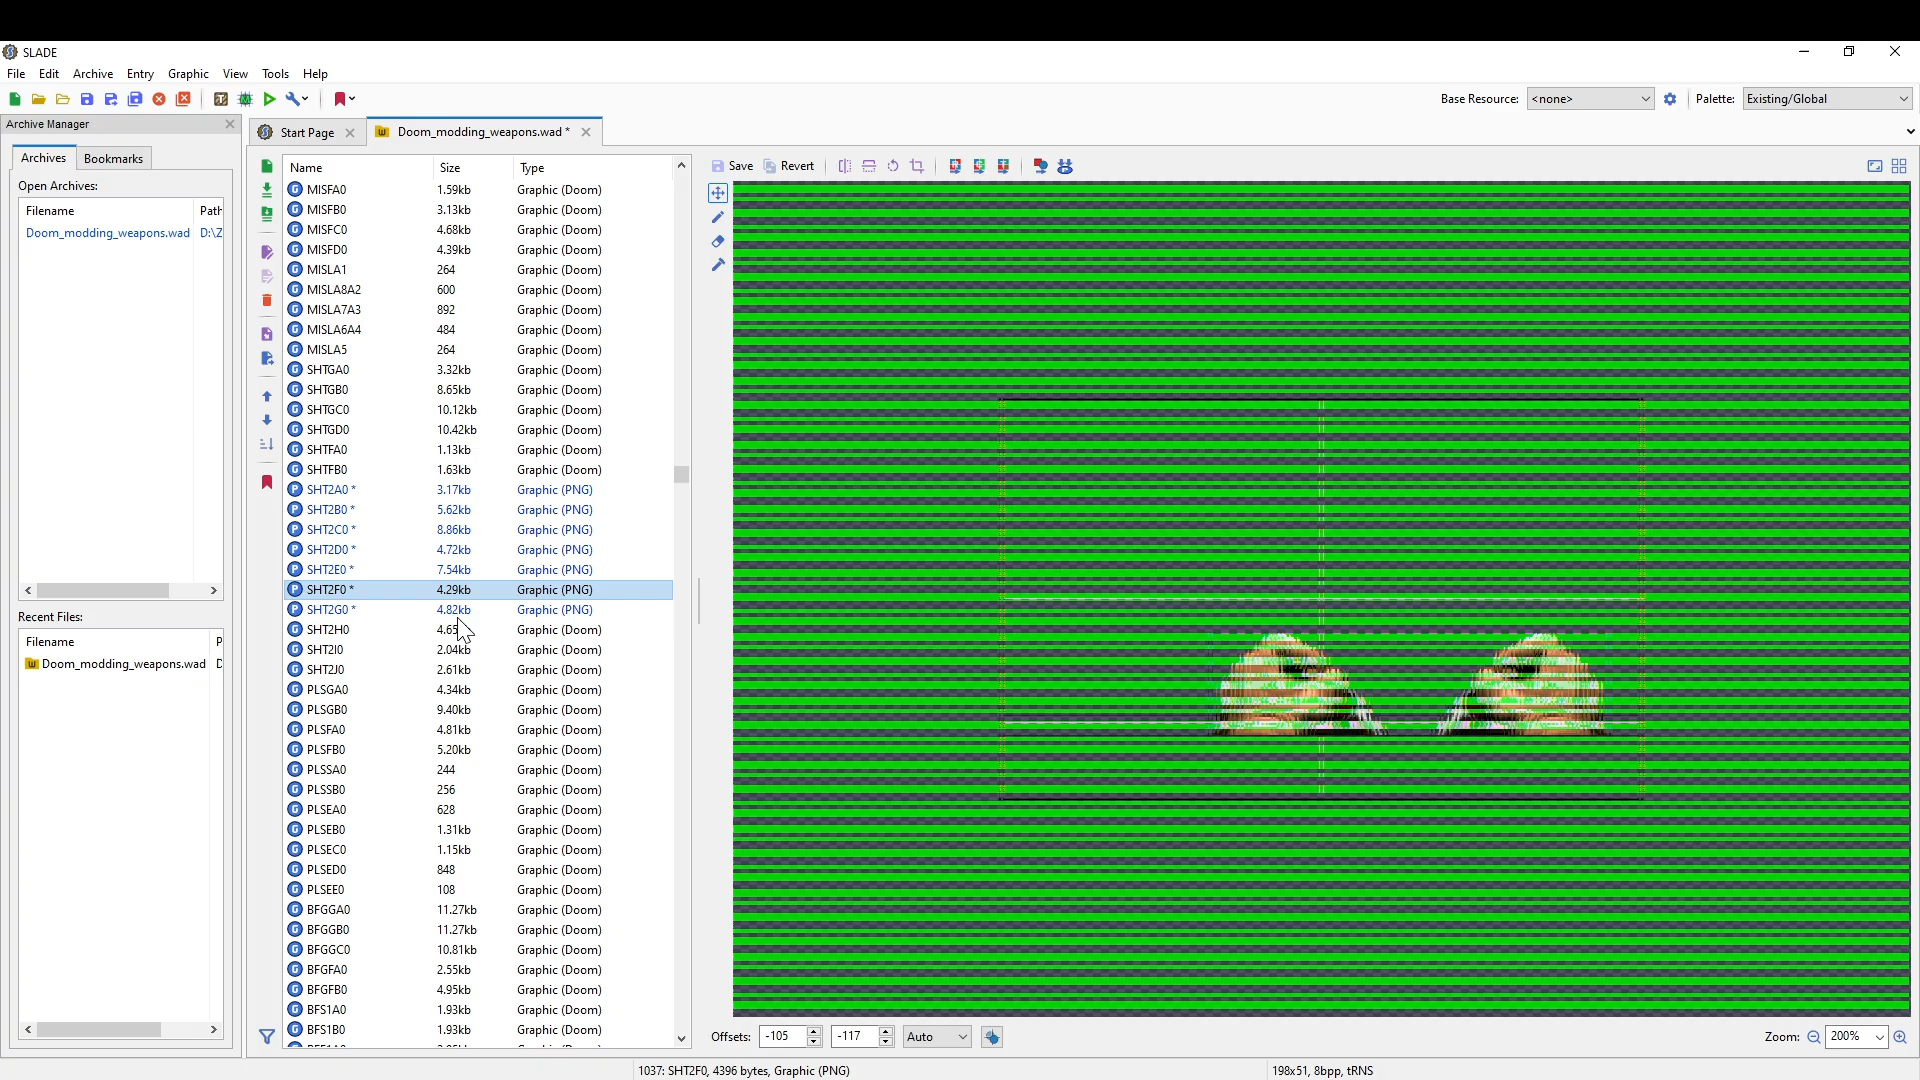 SLADE
File Edit Archive Entry Graphic View Tools Help
Base Resource: <none> Palette: Existing/Global
Archive Manager
Start Page Doom_modding_weapons.wad *
Archives Bookmarks
Open Archives:
Filename Path
Doom_modding_weapons.wad D:\Z
Recent Files:
Filename P
Doom_modding_weapons.wad D
Name Size Type
MISFA0 1.59kb Graphic (Doom)
MISFB0 3.13kb Graphic (Doom)
MISFC0 4.68kb Graphic (Doom)
MISFD0 4.39kb Graphic (Doom)
MISLA1 264 Graphic (Doom)
MISLA8A2 600 Graphic (Doom)
MISLA7A3 892 Graphic (Doom)
MISLA6A4 484 Graphic (Doom)
MISLA5 264 Graphic (Doom)
SHTGA0 3.32kb Graphic (Doom)
SHTGB0 8.65kb Graphic (Doom)
SHTGC0 10.12kb Graphic (Doom)
SHTGD0 10.42kb Graphic (Doom)
SHTFA0 1.13kb Graphic (Doom)
SHTFB0 1.63kb Graphic (Doom)
SHT2A0 * 3.17kb Graphic (PNG)
SHT2B0 * 5.62kb Graphic (PNG)
SHT2C0 * 8.86kb Graphic (PNG)
SHT2D0 * 4.72kb Graphic (PNG)
SHT2E0 * 7.54kb Graphic (PNG)
SHT2F0 * 4.29kb Graphic (PNG)
SHT2G0 * 4.82kb Graphic (PNG)
SHT2H0 Graphic (Doom)
SHT2I0 2.04kb Graphic (Doom)
SHT2J0 2.61kb Graphic (Doom)
PLSGA0 4.34kb Graphic (Doom)
PLSGB0 9.40kb Graphic (Doom)
PLSFA0 4.81kb Graphic (Doom)
PLSFB0 5.20kb Graphic (Doom)
PLSSA0 244 Graphic (Doom)
PLSSB0 256 Graphic (Doom)
PLSEA0 628 Graphic (Doom)
PLSEB0 1.31kb Graphic (Doom)
PLSEC0 1.15kb Graphic (Doom)
PLSED0 848 Graphic (Doom)
PLSEE0 108 Graphic (Doom)
BFGGA0 11.27kb Graphic (Doom)
BFGGB0 11.27kb Graphic (Doom)
BFGGC0 10.81kb Graphic (Doom)
BFGFA0 2.55kb Graphic (Doom)
BFGFB0 4.95kb Graphic (Doom)
BFS1A0 1.93kb Graphic (Doom)
BFS1B0 1.93kb Graphic (Doom)
Save Revert
Offsets: -105 -117 Auto Zoom: 200%
1037: SHT2F0, 4396 bytes, Graphic (PNG) 198x51, 8bpp, tRNS